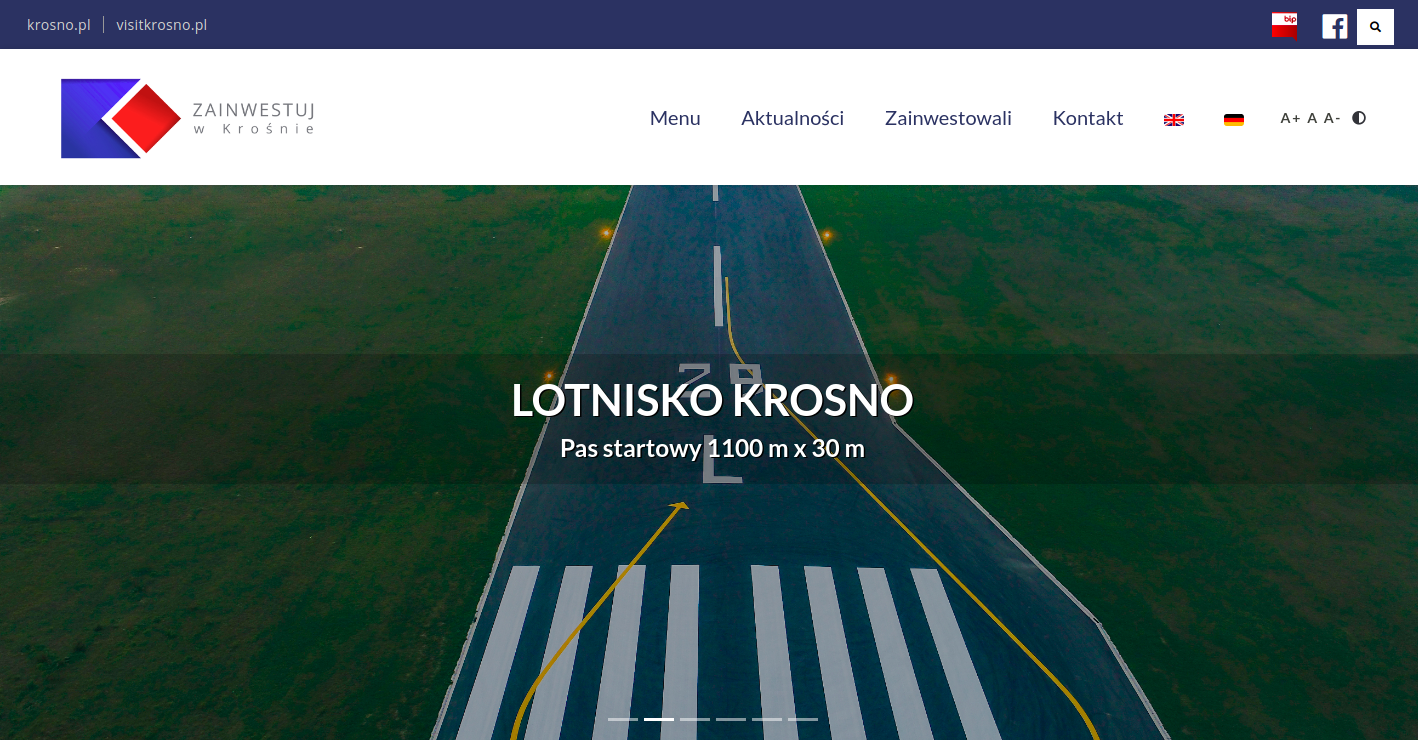 krosno.pl
visitkrosno.pl
bip
ZAINWESTUJ
w Krośnie
Menu
Aktualności
Zainwestowali
Kontakt
A+ A A-
LOTNISKO KROSNO
Pas startowy 1100 m x 30 m
L